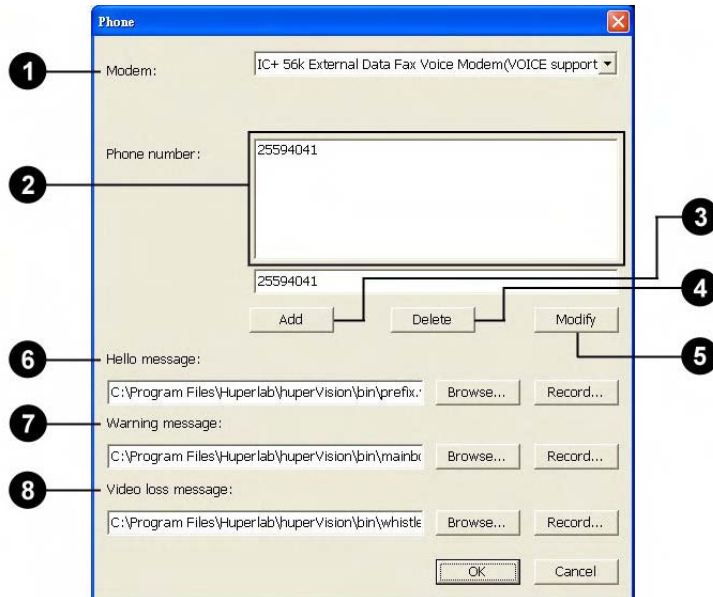 Phone
1
Modem:
IC+ 56k External Data Fax Voice Modem(VOICE support
Phone number:
25594041
2
3
25594041
4
Add
Delete
Modify
5
6
Hello message:
C:\Program Files\Huperlab\huperVision\bin\prefix.
Browse...
Record...
7
Warning message:
C:\Program Files\Huperlab\huperVision\bin\mainbo
Browse...
Record...
8
Video loss message:
C:\Program Files\Huperlab\huperVision\bin\whistle
Browse...
Record...
OK
Cancel